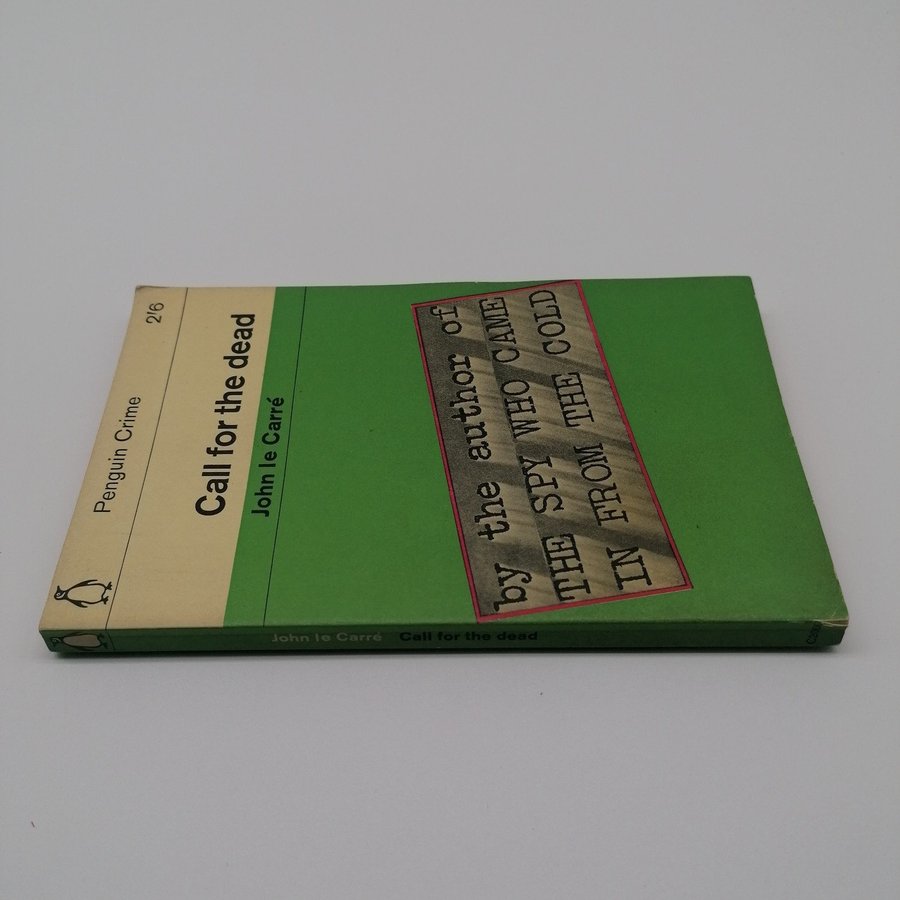 Penguin Crime 2'6
Call for the dead
John le Carré
by the author of
THE SPY WHO CAME
IN FROM THE COLD
John le Carré Call for the dead